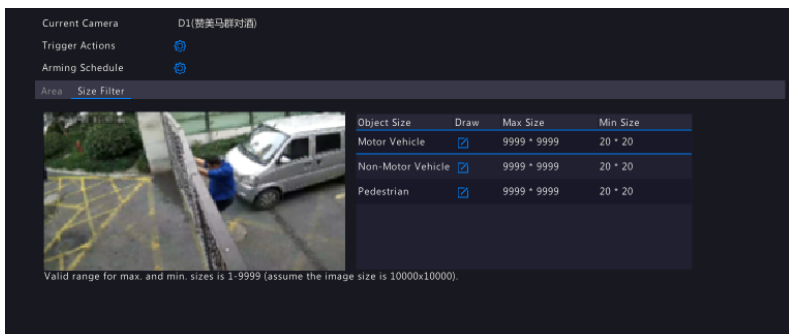 Current Camera D1(赞美马群对酒)
Trigger Actions
Arming Schedule
Area Size Filter
Object Size Draw Max Size Min Size
Motor Vehicle 9999 * 9999 20 * 20
Non-Motor Vehicle 9999 * 9999 20 * 20
Pedestrian 9999 * 9999 20 * 20
Valid range for max. and min. sizes is 1-9999 (assume the image size is 10000x10000).